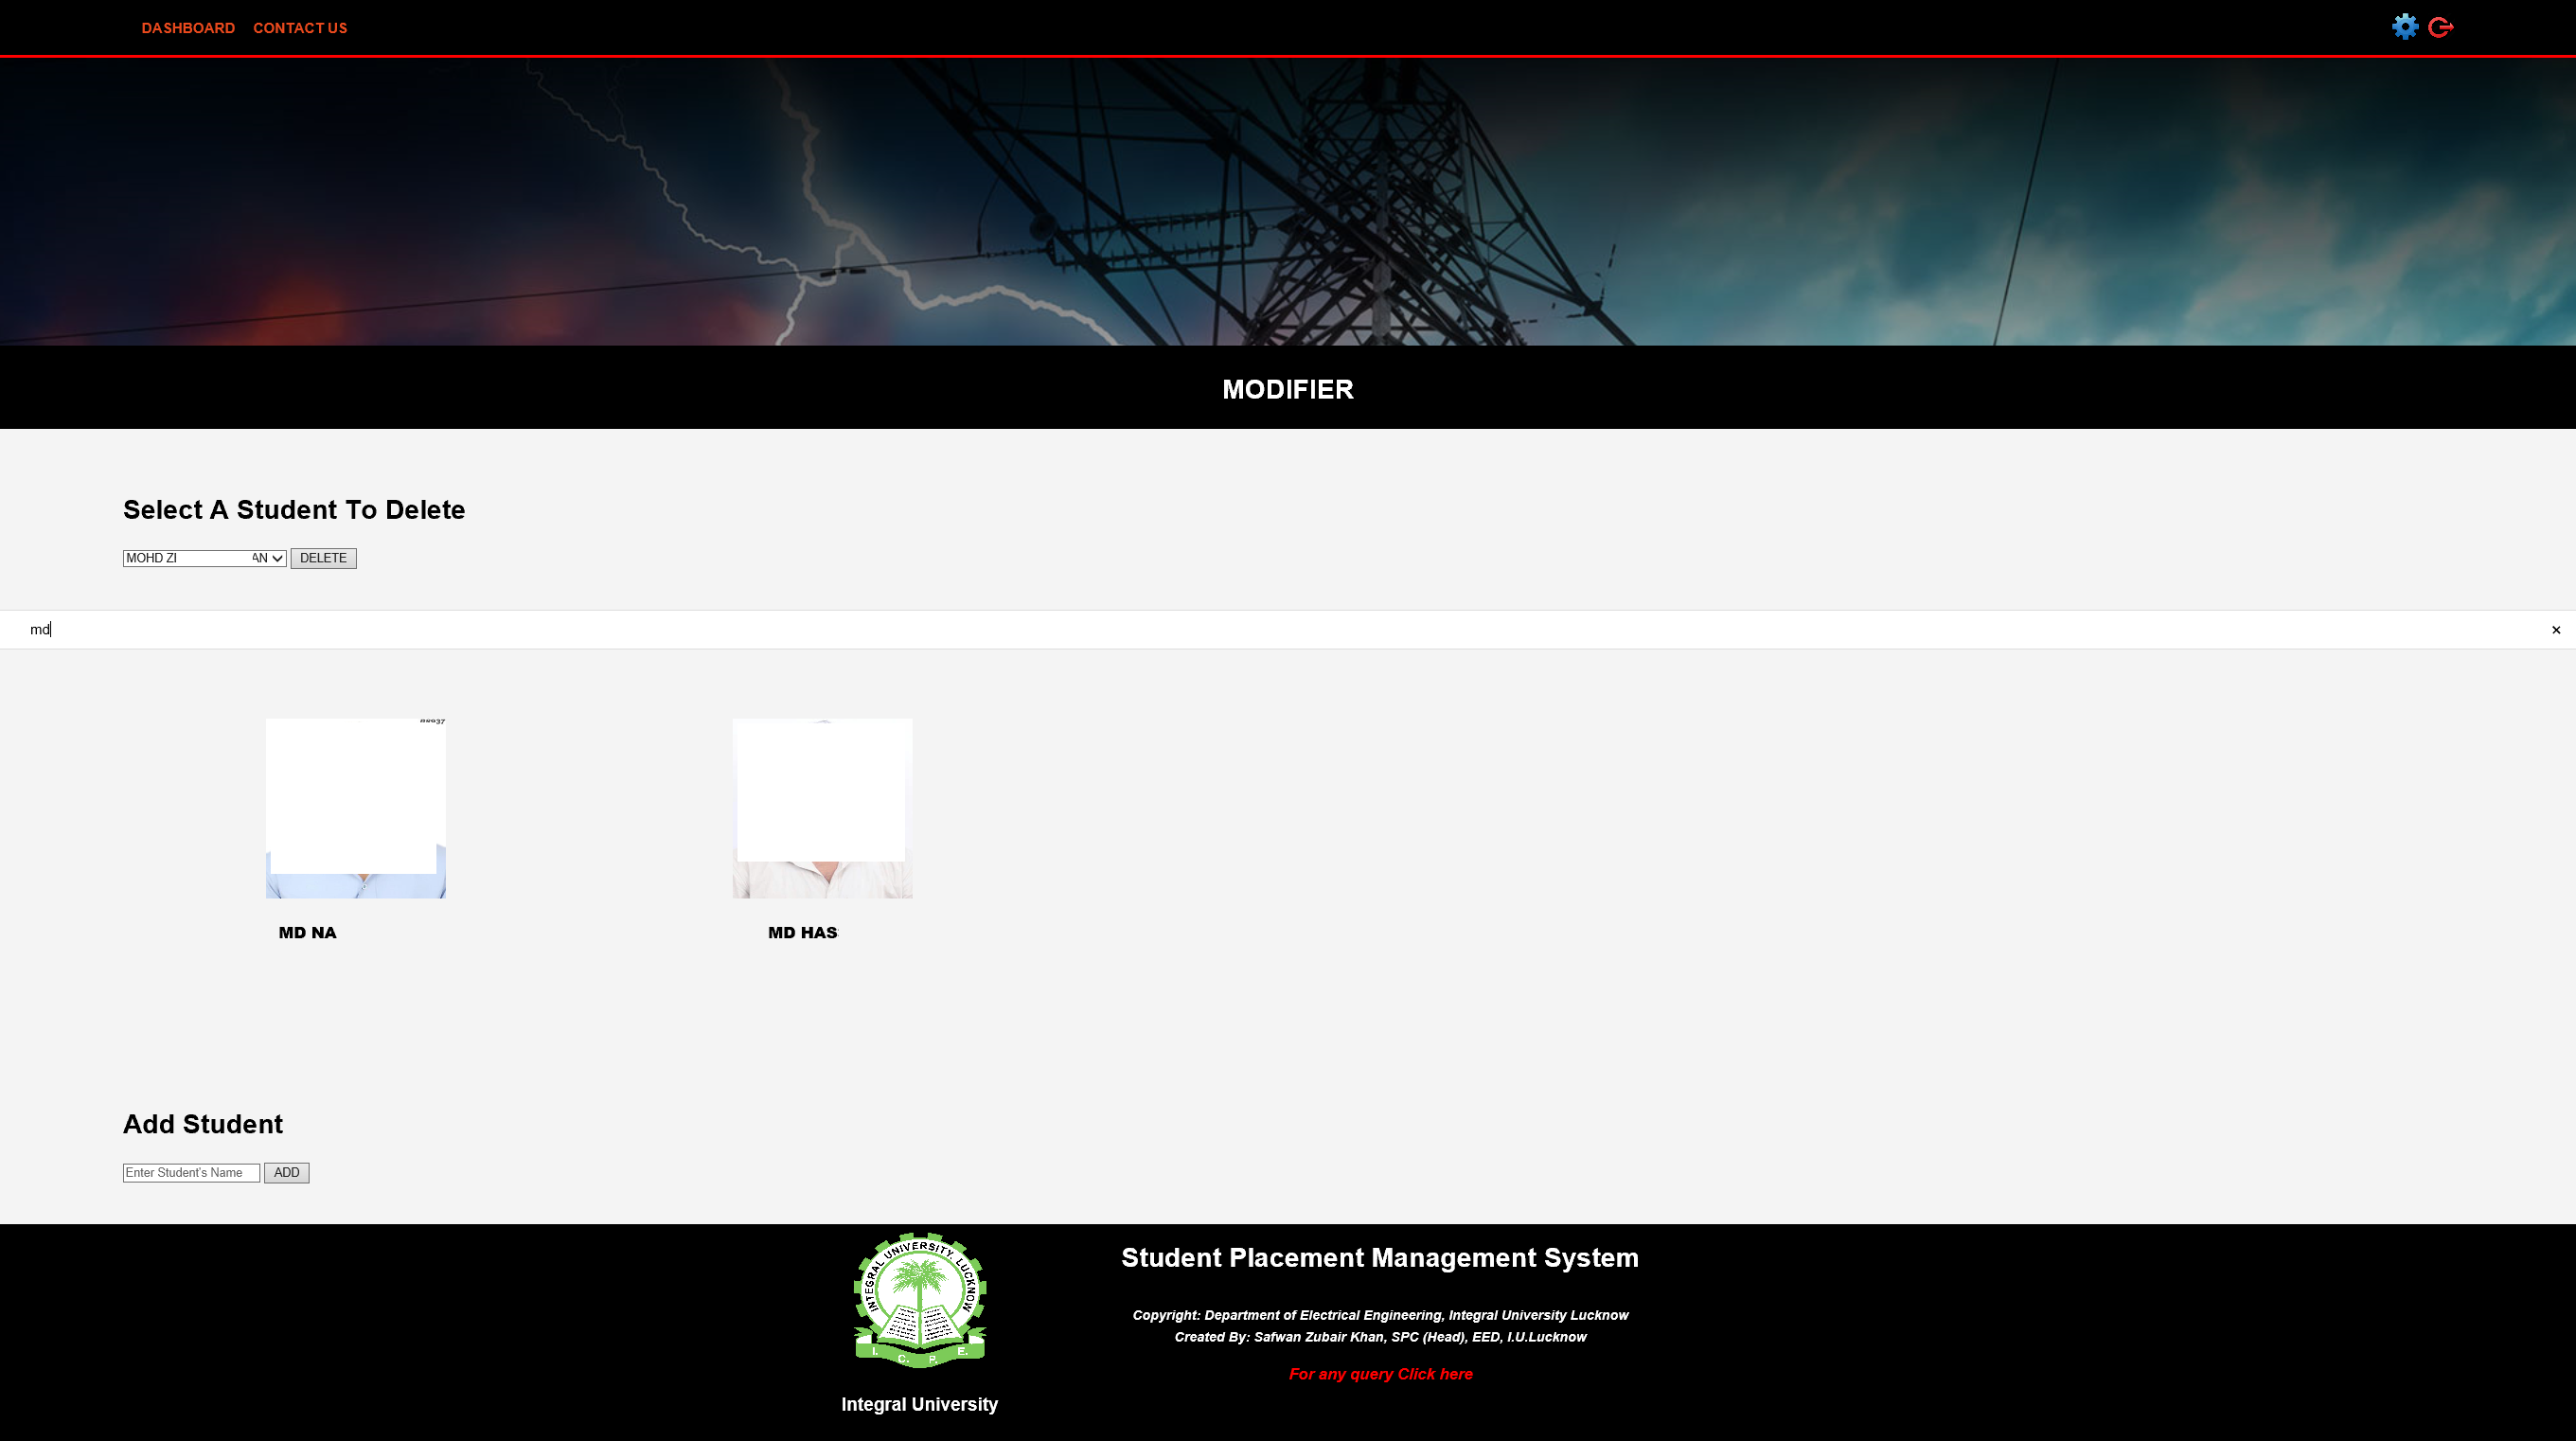 DASHBOARD CONTACT US
MODIFIER
Select A Student To Delete
MOHD ZI AN DELETE
md
MD NA
MD HAS
Add Student
Enter Student's Name ADD
INTEGRAL UNIVERSITY, LUCKNOW
I. C. P. E.
Integral University
Student Placement Management System
Copyright: Department of Electrical Engineering, Integral University Lucknow
Created By: Safwan Zubair Khan, SPC (Head), EED, I.U.Lucknow
For any query Click here